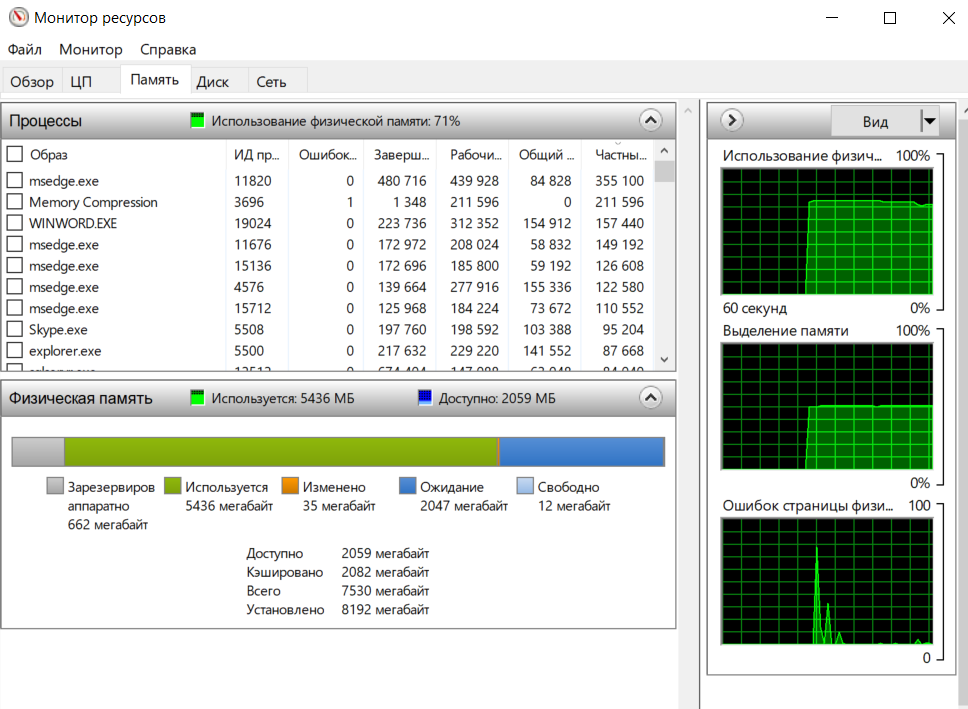 Монитор ресурсов
Файл Монитор Справка
Обзор ЦП Память Диск Сеть
Процессы Использование физической памяти: 71%
Образ ИД пр... Ошибок... Заверш... Рабочи... Общий ... Частны...
msedge.exe 11820 0 480 716 439 928 84 828 355 100
Memory Compression 3696 1 1 348 211 596 0 211 596
WINWORD.EXE 19024 0 223 736 312 352 154 912 157 440
msedge.exe 11676 0 172 972 208 024 58 832 149 192
msedge.exe 15136 0 172 696 185 800 59 192 126 608
msedge.exe 4576 0 139 664 277 916 155 336 122 580
msedge.exe 15712 0 125 968 184 224 73 672 110 552
Skype.exe 5508 0 197 760 198 592 103 388 95 204
explorer.exe 5500 0 217 632 229 220 141 552 87 668
Физическая память Используется: 5436 МБ Доступно: 2059 МБ
Зарезервиров Используется Изменено Ожидание Свободно
аппаратно 5436 мегабайт 35 мегабайт 2047 мегабайт 12 мегабайт
662 мегабайт
Доступно 2059 мегабайт
Кэшировано 2082 мегабайт
Всего 7530 мегабайт
Установлено 8192 мегабайт
Вид
Использование физич... 100%
60 секунд 0%
Выделение памяти 100%
0%
Ошибок страницы физи... 100
0